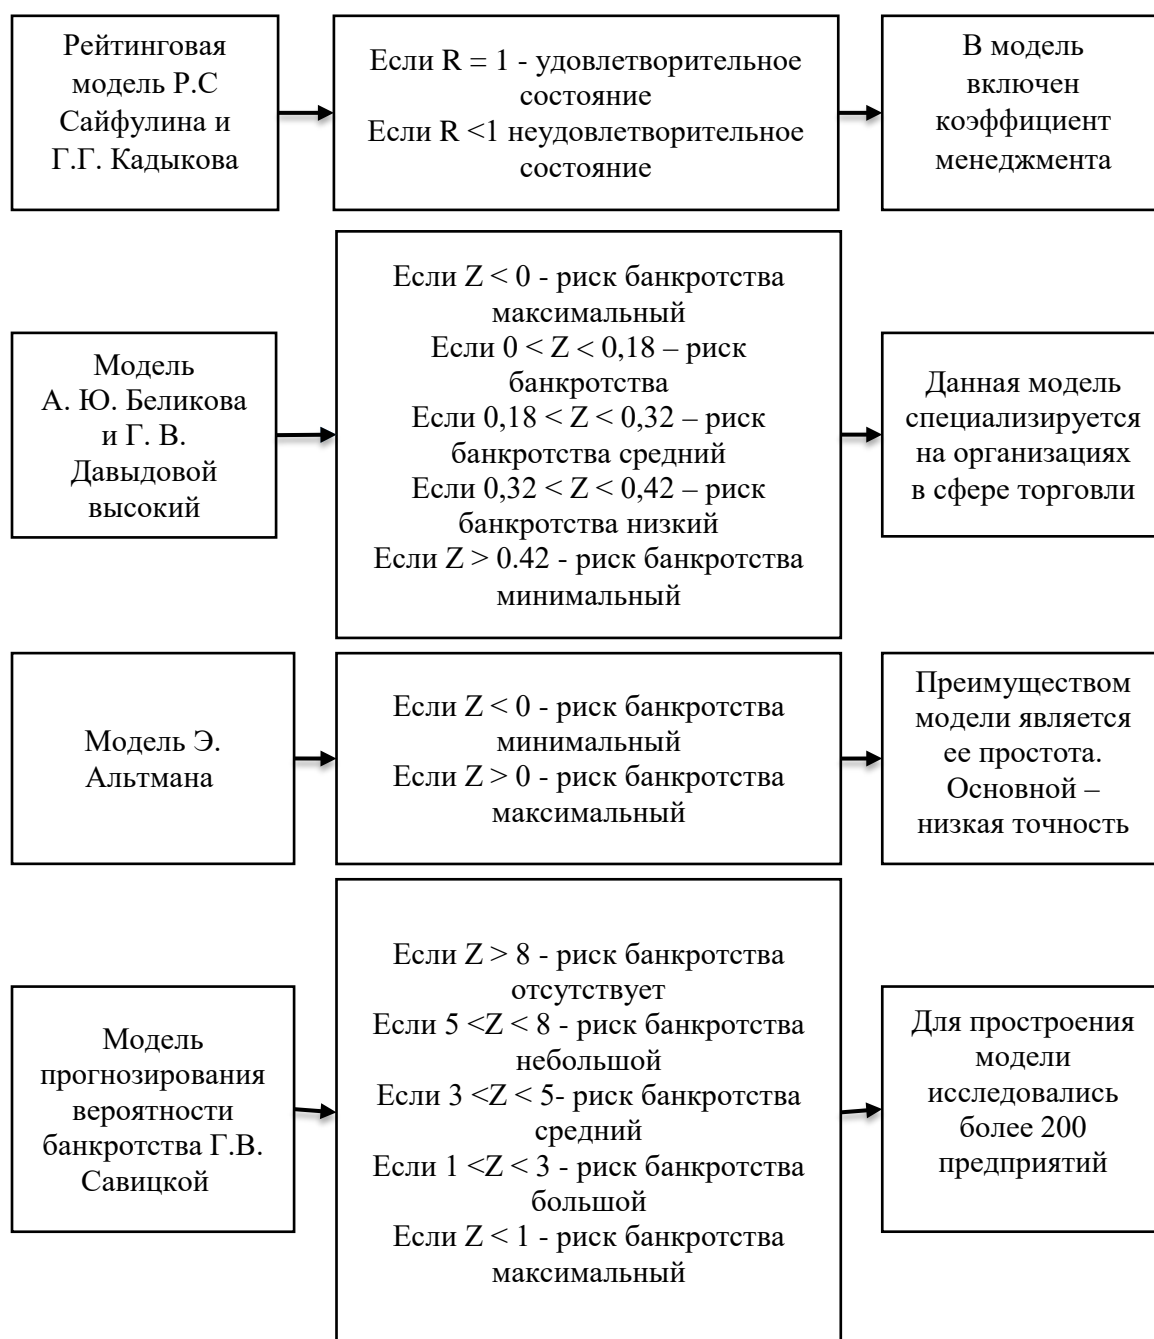 Рейтинговая
модель Р.С
Сайфулина и
Г.Г. Кадыкова
Если R = 1 - удовлетворительное
состояние
Если R <1 неудовлетворительное
состояние
В модель
включен
коэффициент
менеджмента
Модель
А. Ю. Беликова
и Г. В.
Давыдовой
высокий
Если Z < 0 - риск банкротства
максимальный
Если 0 < Z < 0,18 – риск
банкротства
Если 0,18 < Z < 0,32 – риск
банкротства средний
Если 0,32 < Z < 0,42 – риск
банкротства низкий
Если Z > 0.42 - риск банкротства
минимальный
Данная модель
специализируется
на организациях
в сфере торговли
Модель Э.
Альтмана
Если Z < 0 - риск банкротства
минимальный
Если Z > 0 - риск банкротства
максимальный
Преимуществом
модели является
ее простота.
Основной –
низкая точность
Модель
прогнозирования
вероятности
банкротства Г.В.
Савицкой
Если Z > 8 - риск банкротства
отсутствует
Если 5 <Z < 8 - риск банкротства
небольшой
Если 3 <Z < 5- риск банкротства
средний
Если 1 <Z < 3 - риск банкротства
большой
Если Z < 1 - риск банкротства
максимальный
Для простроения
модели
исследовались
более 200
предприятий